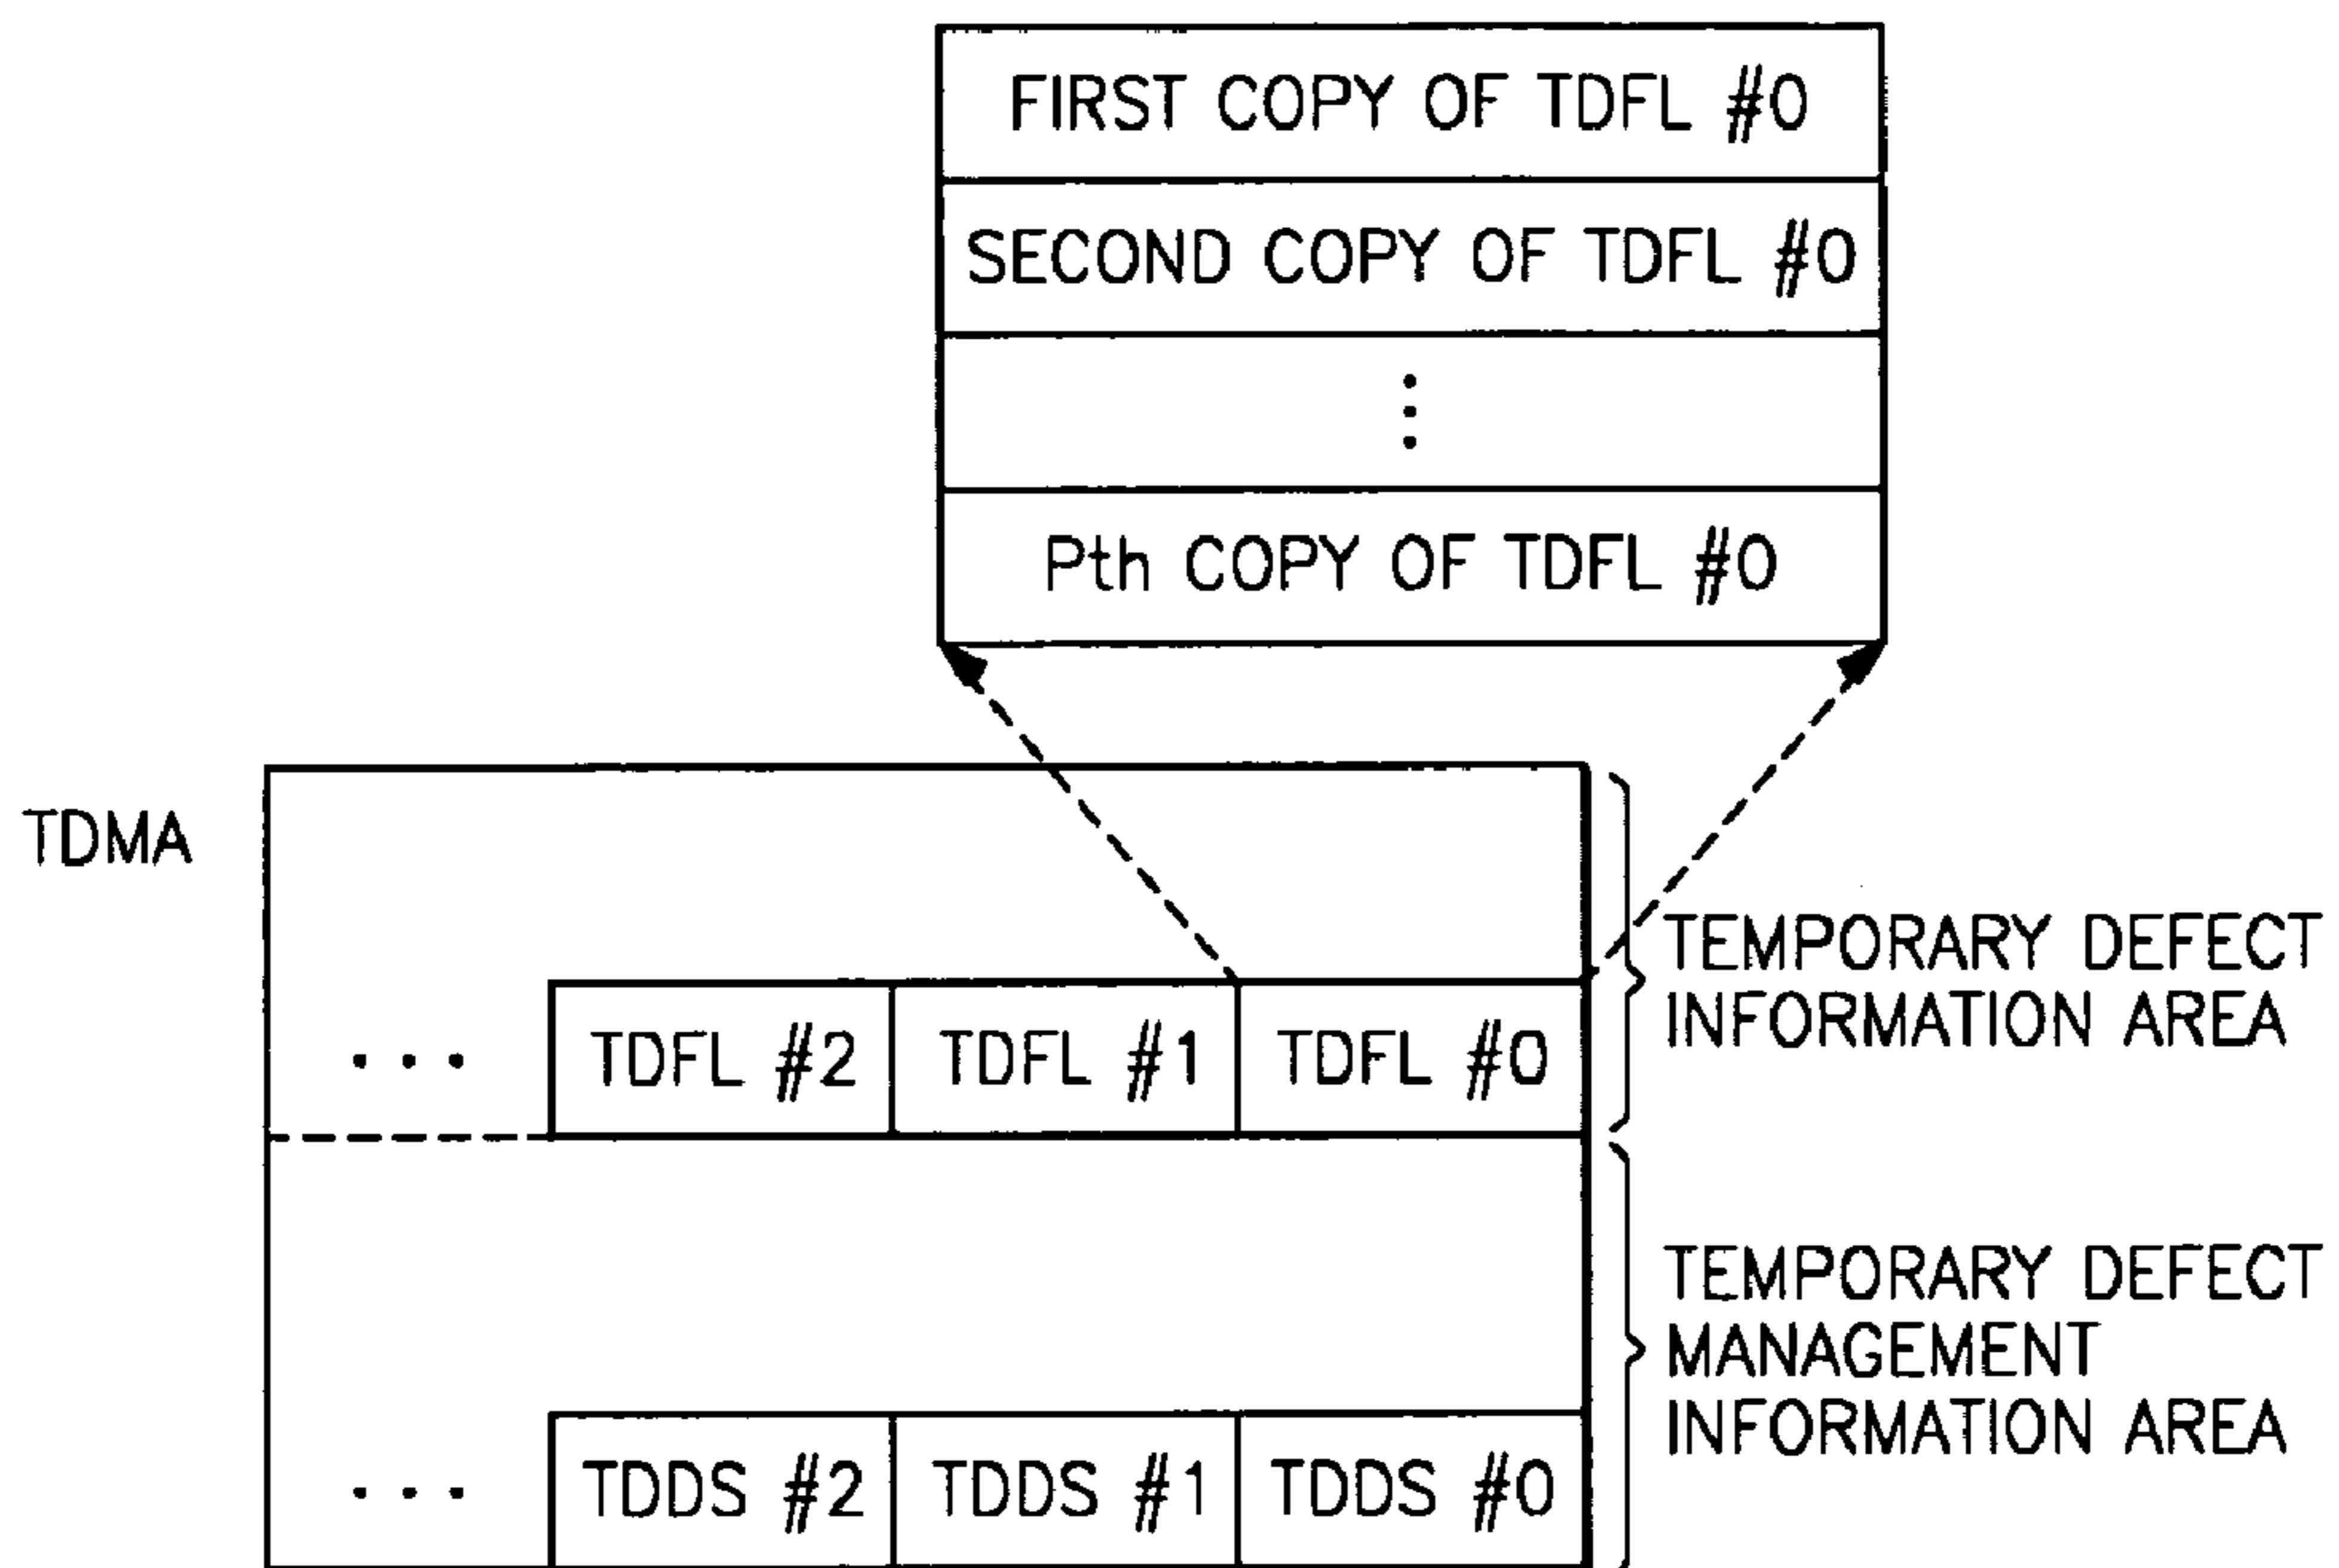 FIRST COPY OF TDFL #0
SECOND COPY OF TDFL #0
⋮
Pth COPY OF TDFL #0
TDMA
TEMPORARY DEFECT
INFORMATION AREA
... TDFL #2 TDFL #1 TDFL #0
TEMPORARY DEFECT
MANAGEMENT
INFORMATION AREA
... TDDS #2 TDDS #1 TDDS #0